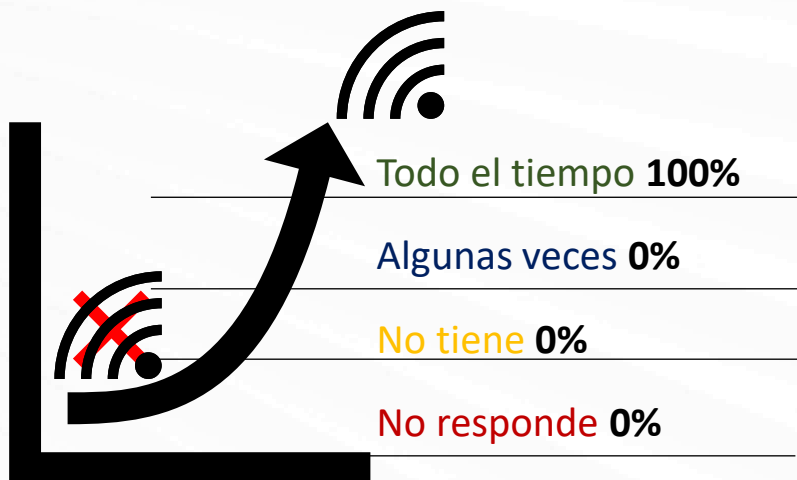 Todo el tiempo 100%
Algunas veces 0%
No tiene 0%
No responde 0%